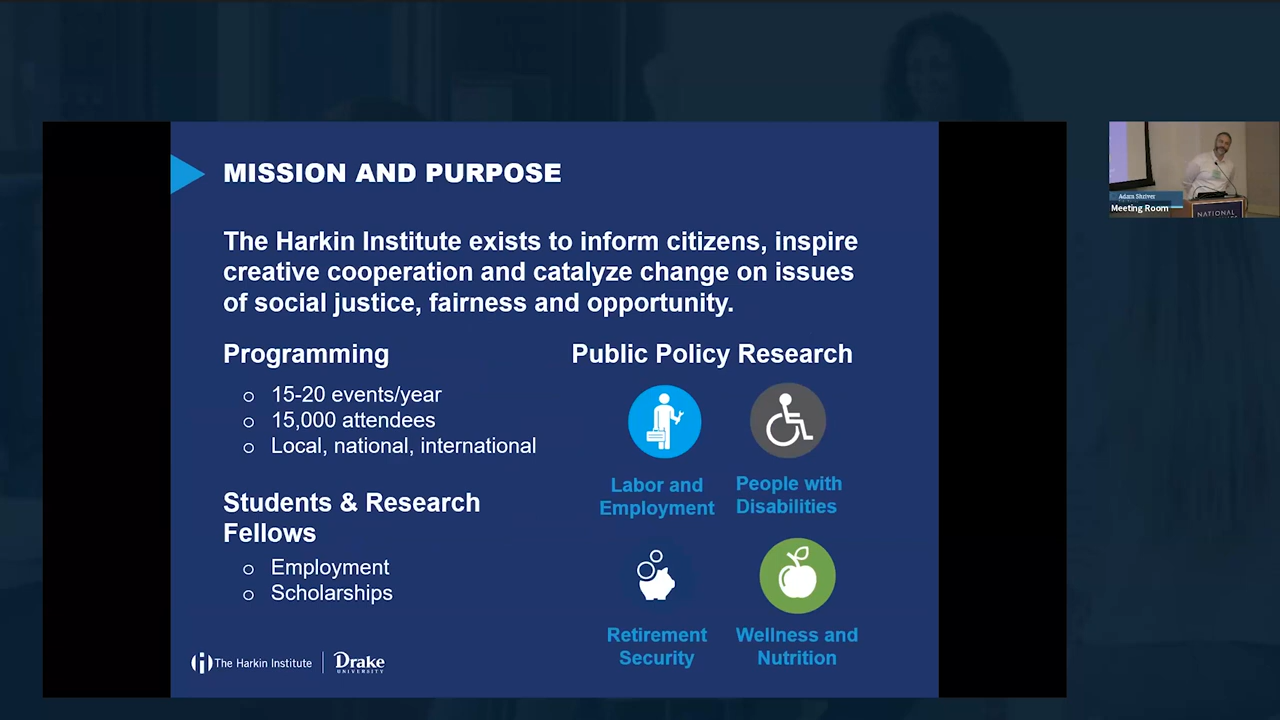 MISSION AND PURPOSE
The Harkin Institute exists to inform citizens, inspire
creative cooperation and catalyze change on issues
of social justice, fairness and opportunity.
Programming
o 15-20 events/year
o 15,000 attendees
o Local, national, international
Students & Research
Fellows
o Employment
o Scholarships
Public Policy Research
Labor and
Employment
People with
Disabilities
Retirement
Security
Wellness and
Nutrition
The Harkin Institute
Drake
UNIVERSITY
Adam Shriver
Meeting Room
NATIONAL